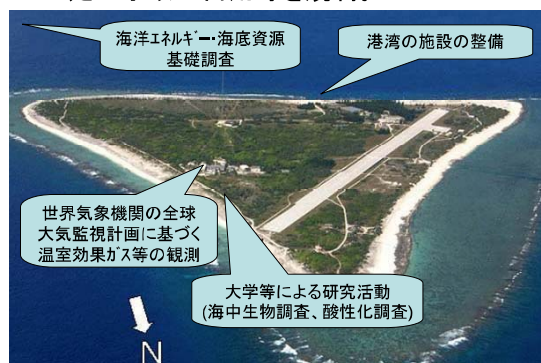 海洋エネルギー・海底資源
基礎調査
港湾の施設の整備
世界気象機関の全球
大気監視計画に基づく
温室効果ガス等の観測
大学等による研究活動
(海中生物調査、酸性化調査)
N